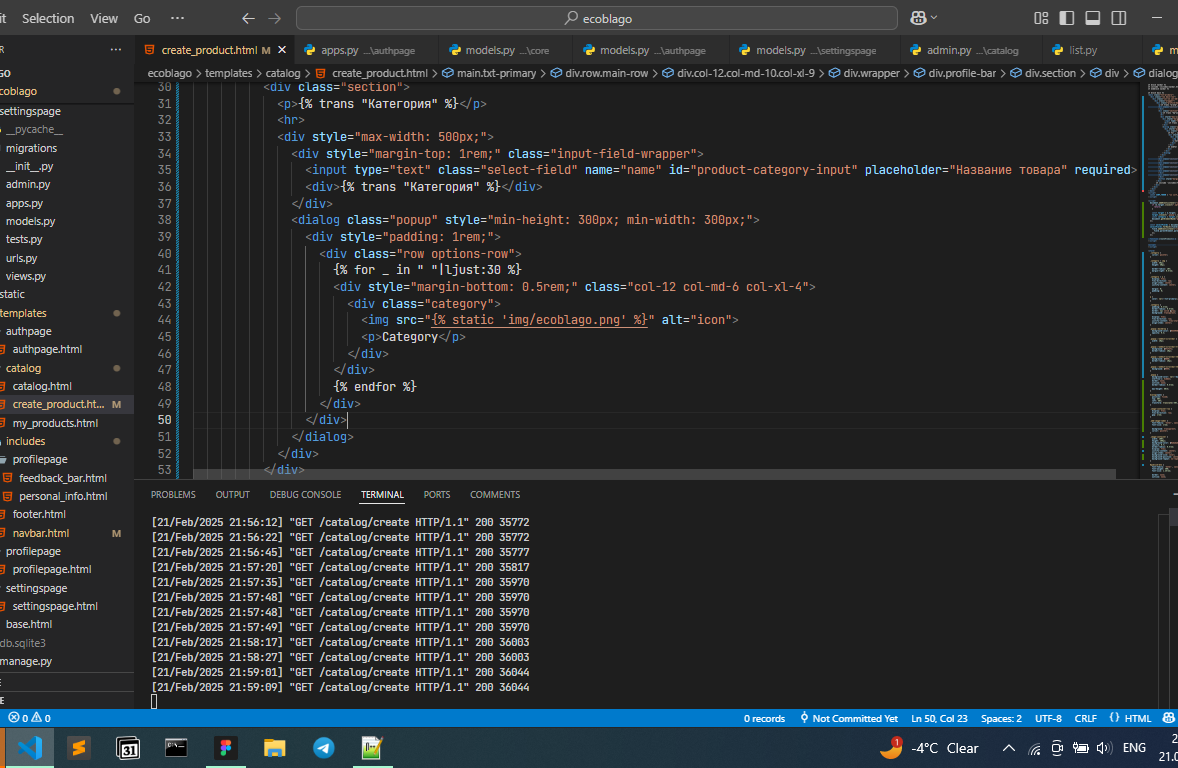 it Selection View Go ··· ecoblago
R ···
create_product.html M
apps.py ...\authpage
models.py ...\core
models.py ...\authpage
models.py ...\settingspage
admin.py ...\catalog
list.py
m
ecoblago > templates > catalog > create_product.html > main.txt-primary > div.row.main-row > div.col-12.col-md-10.col-xl-9 > div.wrapper > div.profile-bar > div.section > div > dialog
GO
coblago
settingspage
__pycache__
migrations
__init__.py
admin.py
apps.py
models.py
tests.py
urls.py
views.py
static
templates
authpage
authpage.html
catalog
catalog.html
create_product.ht... M
my_products.html
includes
profilepage
feedback_bar.html
personal_info.html
footer.html
navbar.html M
profilepage
profilepage.html
settingspage
settingspage.html
base.html
db.sqlite3
manage.py
E
E
30 <div class="section">
31 <p>{% trans "Категория" %}</p>
32 <hr>
33 <div style="max-width: 500px;">
34 <div style="margin-top: 1rem;" class="input-field-wrapper">
35 <input type="text" class="select-field" name="name" id="product-category-input" placeholder="Название товара" required>
36 <div>{% trans "Категория" %}</div>
37 </div>
38 <dialog class="popup" style="min-height: 300px; min-width: 300px;">
39 <div style="padding: 1rem;">
40 <div class="row options-row">
41 {% for _ in " "|ljust:30 %}
42 <div style="margin-bottom: 0.5rem;" class="col-12 col-md-6 col-xl-4">
43 <div class="category">
44 <img src="{% static 'img/ecoblago.png' %}" alt="icon">
45 <p>Category</p>
46 </div>
47 </div>
48 {% endfor %}
49 </div>
50 </div>
51 </dialog>
52 </div>
53 </div>
PROBLEMS OUTPUT DEBUG CONSOLE TERMINAL PORTS COMMENTS
[21/Feb/2025 21:56:12] "GET /catalog/create HTTP/1.1" 200 35772
[21/Feb/2025 21:56:22] "GET /catalog/create HTTP/1.1" 200 35772
[21/Feb/2025 21:56:45] "GET /catalog/create HTTP/1.1" 200 35777
[21/Feb/2025 21:57:20] "GET /catalog/create HTTP/1.1" 200 35817
[21/Feb/2025 21:57:35] "GET /catalog/create HTTP/1.1" 200 35970
[21/Feb/2025 21:57:48] "GET /catalog/create HTTP/1.1" 200 35970
[21/Feb/2025 21:57:48] "GET /catalog/create HTTP/1.1" 200 35970
[21/Feb/2025 21:57:49] "GET /catalog/create HTTP/1.1" 200 35970
[21/Feb/2025 21:58:17] "GET /catalog/create HTTP/1.1" 200 36003
[21/Feb/2025 21:58:27] "GET /catalog/create HTTP/1.1" 200 36003
[21/Feb/2025 21:59:01] "GET /catalog/create HTTP/1.1" 200 36044
[21/Feb/2025 21:59:09] "GET /catalog/create HTTP/1.1" 200 36044
0 0 0 records Not Committed Yet Ln 50, Col 23 Spaces: 2 UTF-8 CRLF {} HTML
31 1 -4°C Clear ENG 2
21.0